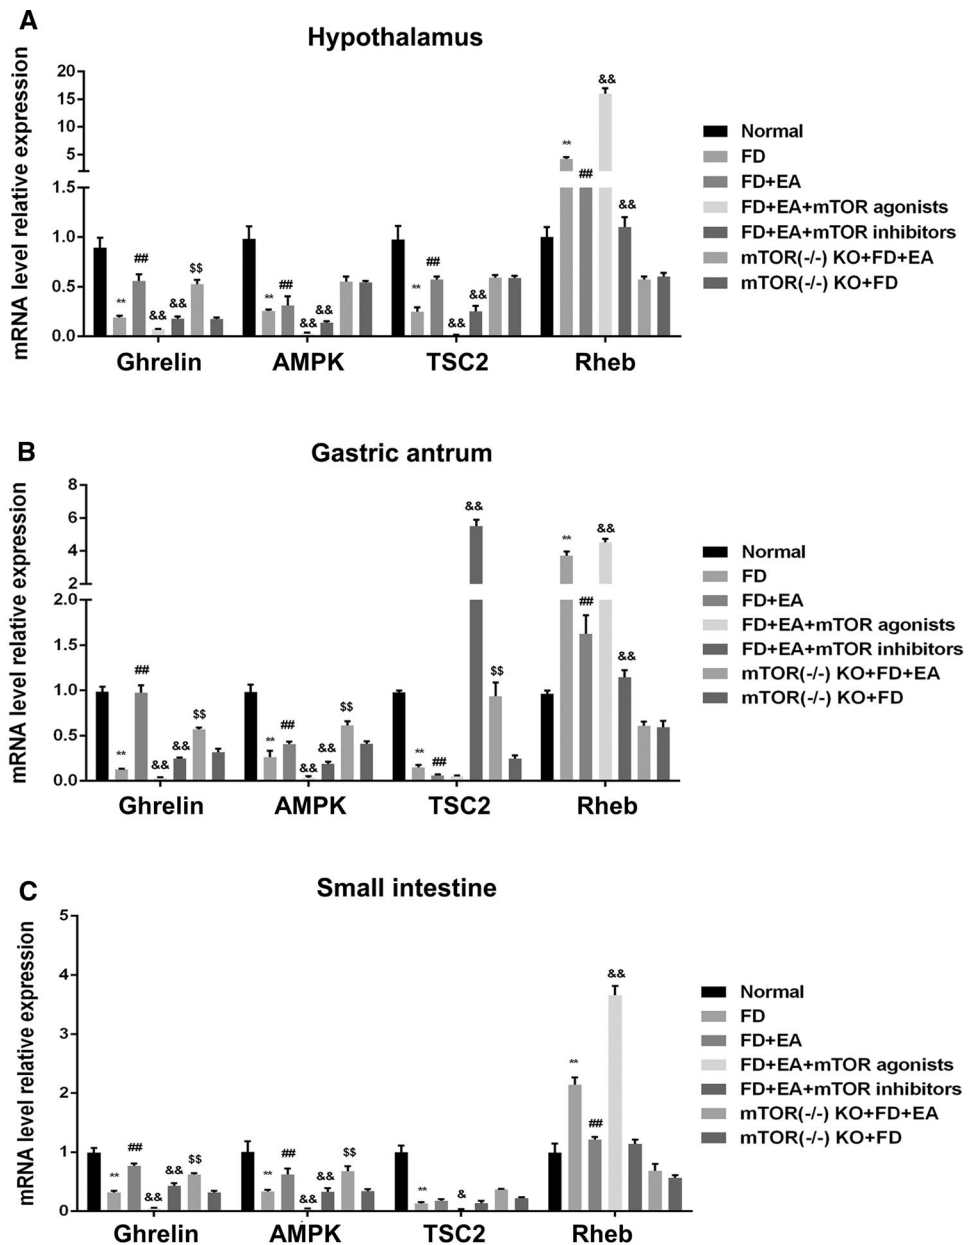 A
Hypothalamus
mRNA level relative expression
20
15
10
5
1.5
1.0
0.5
0.0
** ## && && $$
** ## && &&
** ## && &&
** ## && &&
Ghrelin AMPK TSC2 Rheb
Normal
FD
FD+EA
FD+EA+mTOR agonists
FD+EA+mTOR inhibitors
mTOR(-/-) KO+FD+EA
mTOR(-/-) KO+FD
B
Gastric antrum
mRNA level relative expression
8
6
4
2
2.0
1.5
1.0
0.5
0.0
** ## && && $$
** ## && && $$
** ## && $$
** ## && &&
Ghrelin AMPK TSC2 Rheb
Normal
FD
FD+EA
FD+EA+mTOR agonists
FD+EA+mTOR inhibitors
mTOR(-/-) KO+FD+EA
mTOR(-/-) KO+FD
C
Small intestine
mRNA level relative expression
5
4
3
2
1
0
** ## && && $$
** ## && && $$
** &
** ## &&
Ghrelin AMPK TSC2 Rheb
Normal
FD
FD+EA
FD+EA+mTOR agonists
FD+EA+mTOR inhibitors
mTOR(-/-) KO+FD+EA
mTOR(-/-) KO+FD